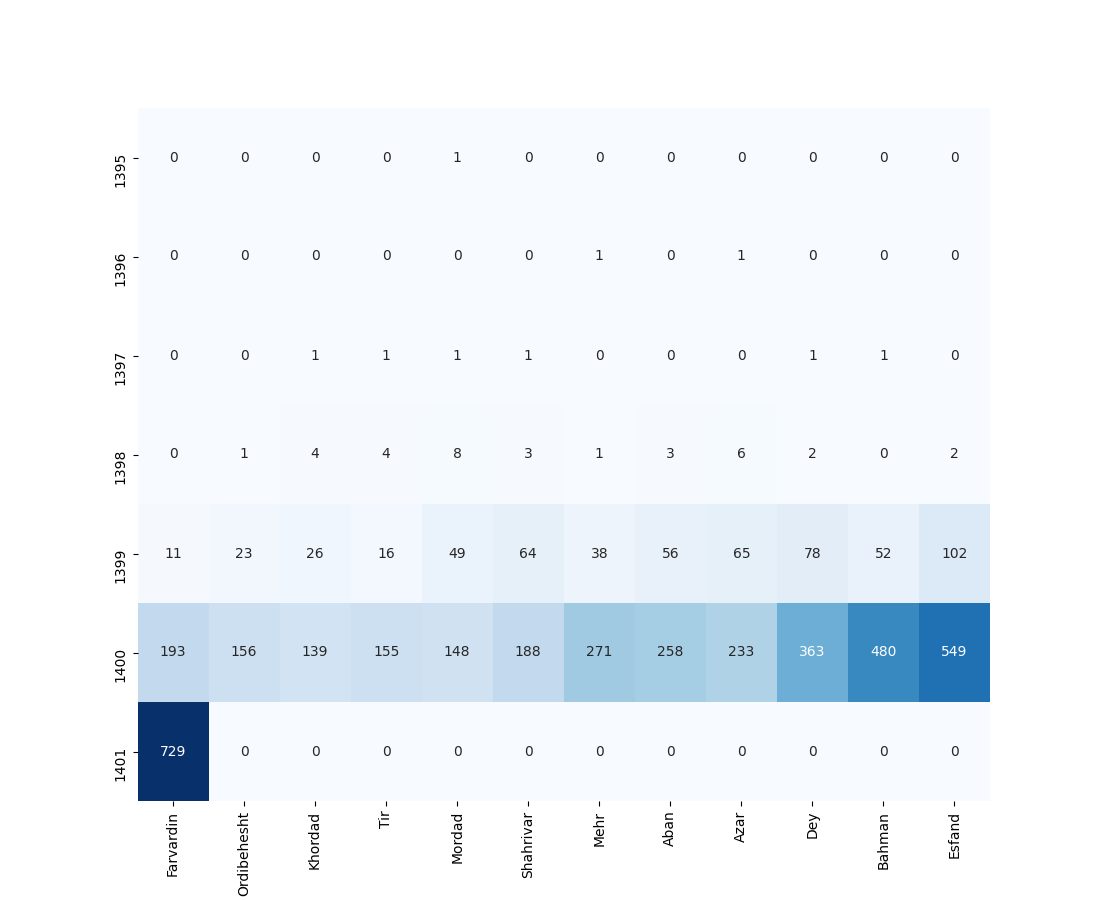 1395 0 0 0 0 1 0 0 0 0 0 0 0
1396 0 0 0 0 0 0 1 0 1 0 0 0
1397 0 0 1 1 1 1 0 0 0 1 1 0
1398 0 1 4 4 8 3 1 3 6 2 0 2
1399 11 23 26 16 49 64 38 56 65 78 52 102
1400 193 156 139 155 148 188 271 258 233 363 480 549
1401 729 0 0 0 0 0 0 0 0 0 0 0
Farvardin Ordibehesht Khordad Tir Mordad Shahrivar Mehr Aban Azar Dey Bahman Esfand